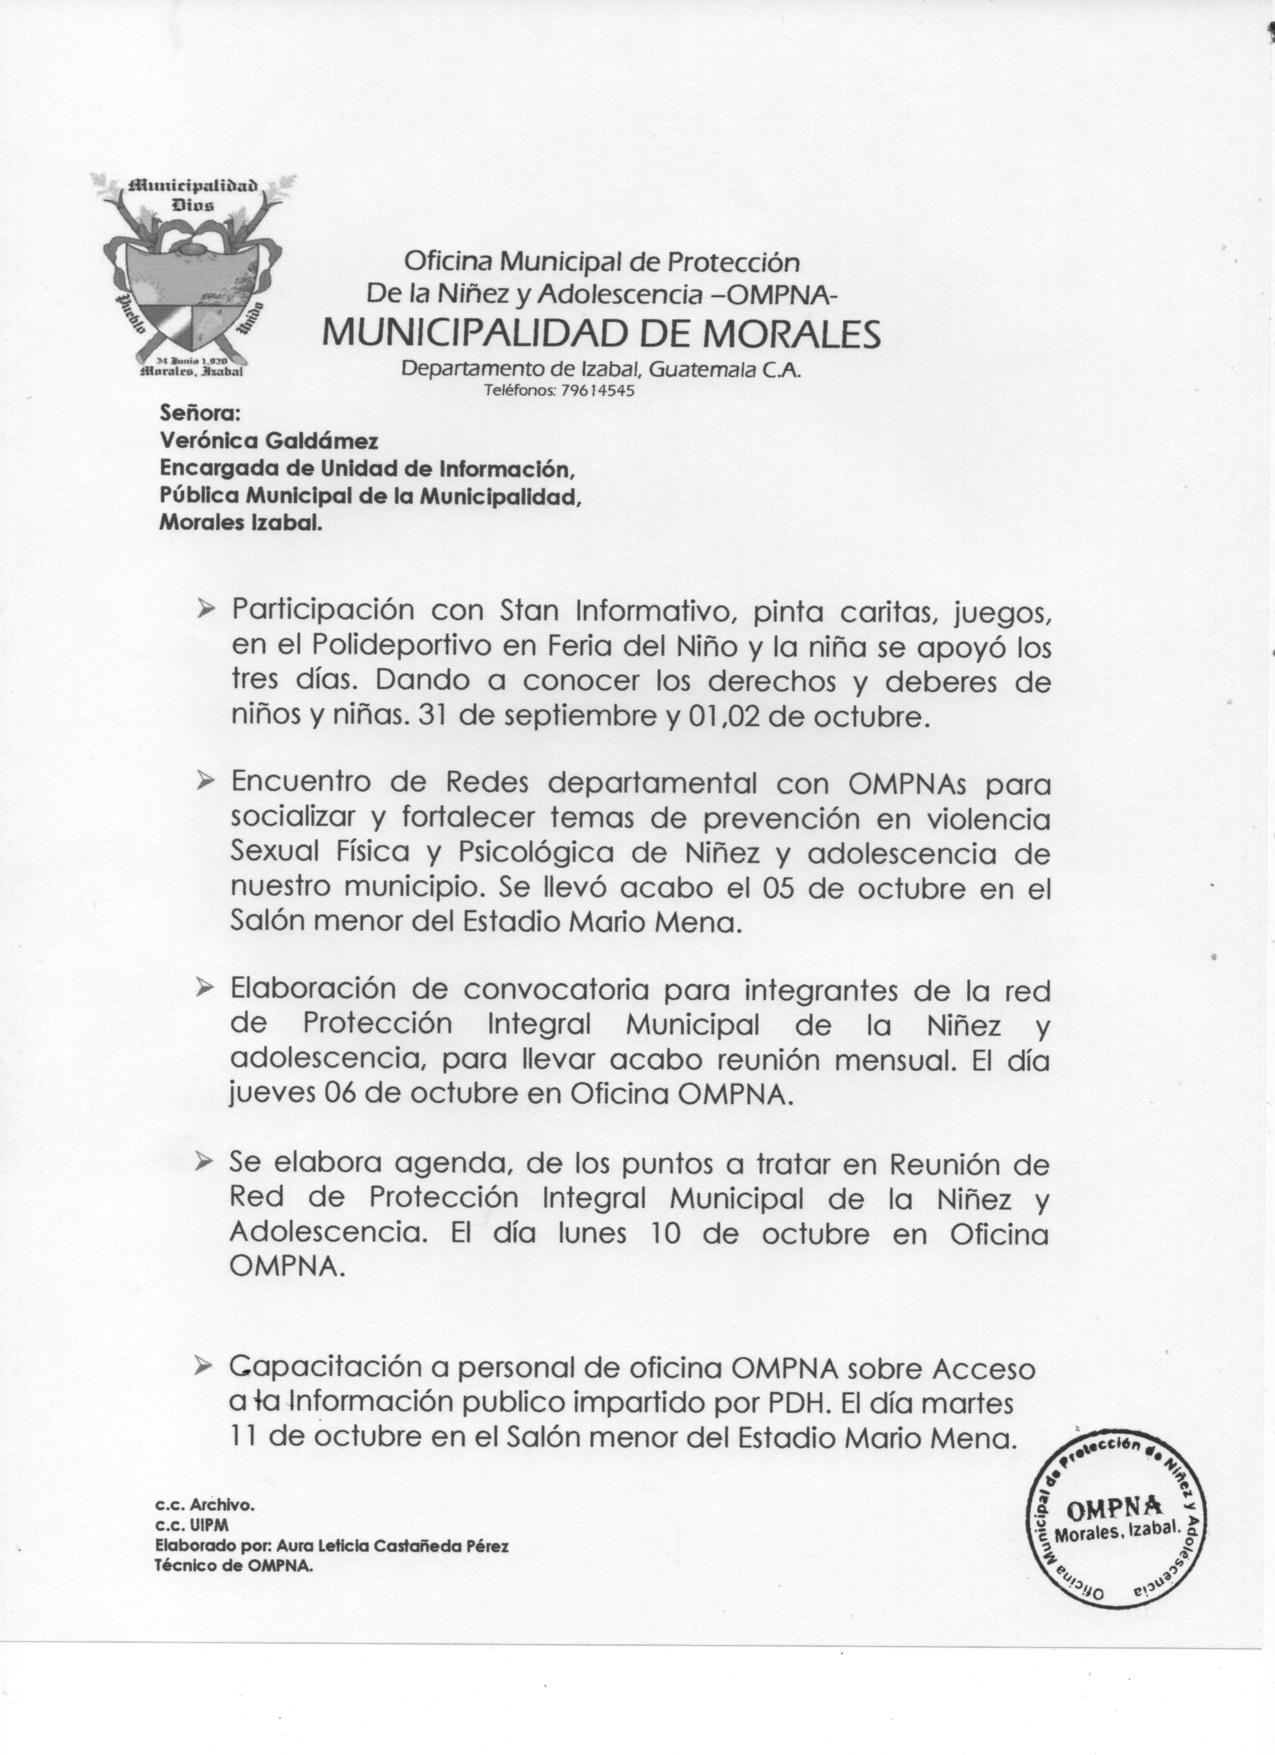 Municipalidad
Dios
Pueblo
Unido
24 Junio 1,920
Morales, Izabal
Oficina Municipal de Protección
De la Niñez y Adolescencia –OMPNA-
MUNICIPALIDAD DE MORALES
Departamento de Izabal, Guatemala C.A.
Teléfonos: 79614545
Señora:
Verónica Galdámez
Encargada de Unidad de Información,
Pública Municipal de la Municipalidad,
Morales Izabal.
➢ Participación con Stan Informativo, pinta caritas, juegos,
en el Polideportivo en Feria del Niño y la niña se apoyó los
tres días. Dando a conocer los derechos y deberes de
niños y niñas. 31 de septiembre y 01,02 de octubre.
➢ Encuentro de Redes departamental con OMPNAs para
socializar y fortalecer temas de prevención en violencia
Sexual Física y Psicológica de Niñez y adolescencia de
nuestro municipio. Se llevó acabo el 05 de octubre en el
Salón menor del Estadio Mario Mena.
➢ Elaboración de convocatoria para integrantes de la red
de Protección Integral Municipal de la Niñez y
adolescencia, para llevar acabo reunión mensual. El día
jueves 06 de octubre en Oficina OMPNA.
➢ Se elabora agenda, de los puntos a tratar en Reunión de
Red de Protección Integral Municipal de la Niñez y
Adolescencia. El día lunes 10 de octubre en Oficina
OMPNA.
➢ Capacitación a personal de oficina OMPNA sobre Acceso
a la Información publico impartido por PDH. El día martes
11 de octubre en el Salón menor del Estadio Mario Mena.
c.c. Archivo.
c.c. UIPM
Elaborado por: Aura Leticia Castañeda Pérez
Técnico de OMPNA.
Oficina Municipal de Protección de Niñez y Adolescencia
OMPNA
Morales, Izabal.